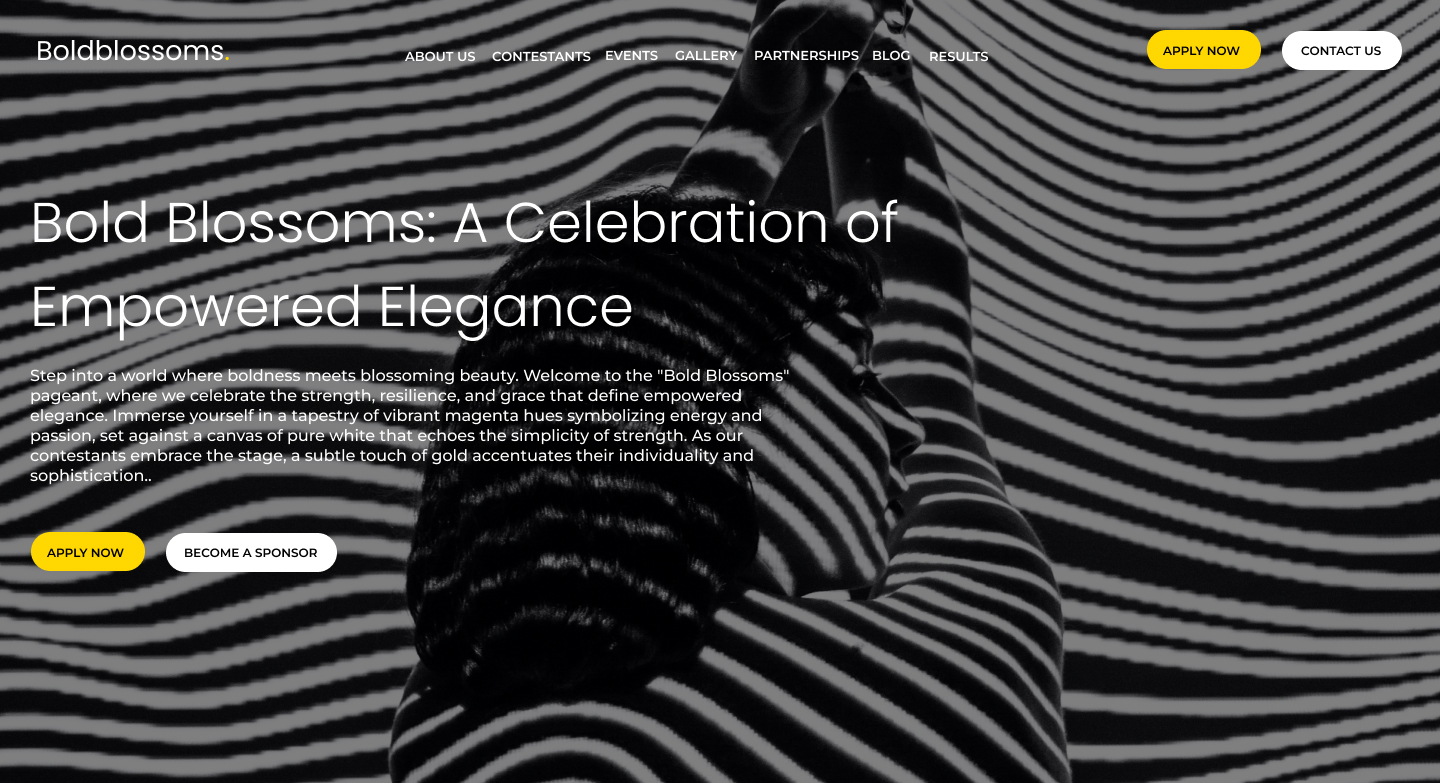 Boldblossoms.
ABOUT US CONTESTANTS EVENTS GALLERY PARTNERSHIPS BLOG RESULTS
APPLY NOW CONTACT US
Bold Blossoms: A Celebration of
Empowered Elegance
Step into a world where boldness meets blossoming beauty. Welcome to the "Bold Blossoms"
pageant, where we celebrate the strength, resilience, and grace that define empowered
elegance. Immerse yourself in a tapestry of vibrant magenta hues symbolizing energy and
passion, set against a canvas of pure white that echoes the simplicity of strength. As our
contestants embrace the stage, a subtle touch of gold accentuates their individuality and
sophistication..
APPLY NOW BECOME A SPONSOR